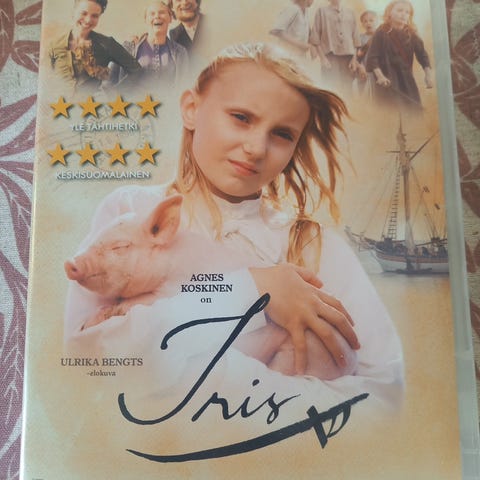 YLE TÄHTIHETKI
KESKISUOMALAINEN
AGNES
KOSKINEN
on
Iris
ULRIKA BENGTS
-elokuva